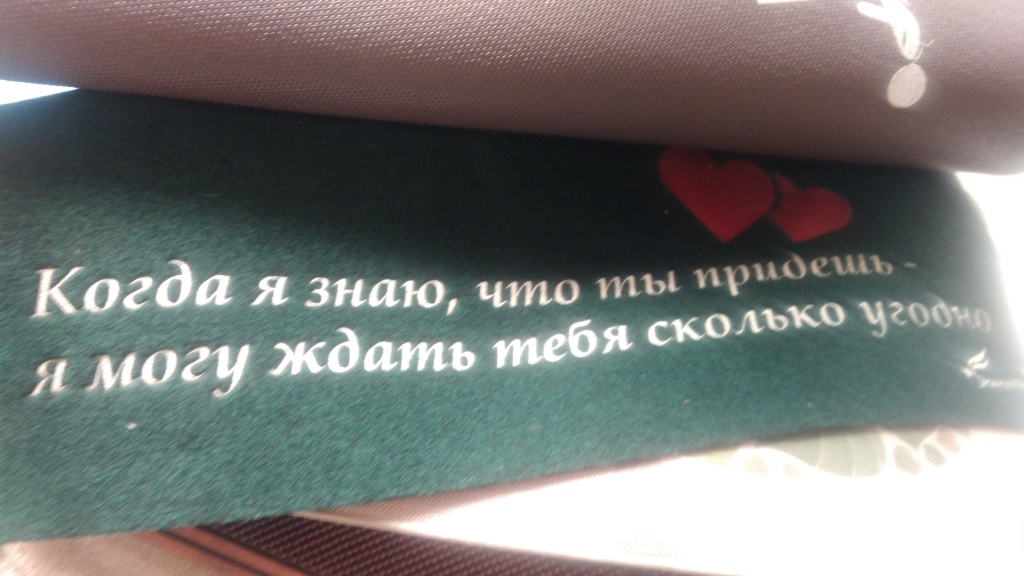 Когда я знаю, что ты придешь -
я могу ждать тебя сколько угодно